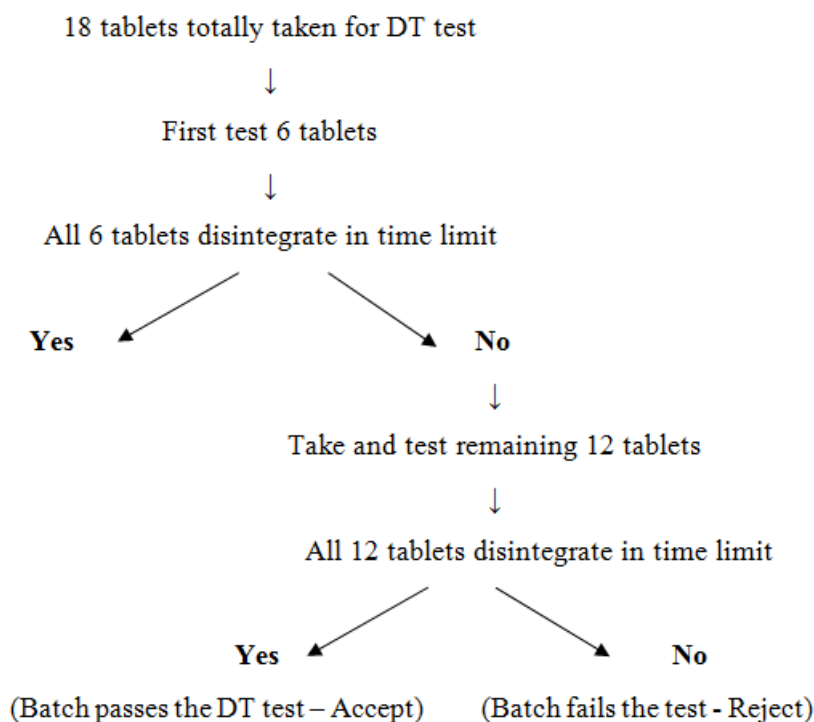 18 tablets totally taken for DT test
↓
First test 6 tablets
↓
All 6 tablets disintegrate in time limit
Yes No
↓
Take and test remaining 12 tablets
↓
All 12 tablets disintegrate in time limit
Yes No
(Batch passes the DT test – Accept) (Batch fails the test - Reject)